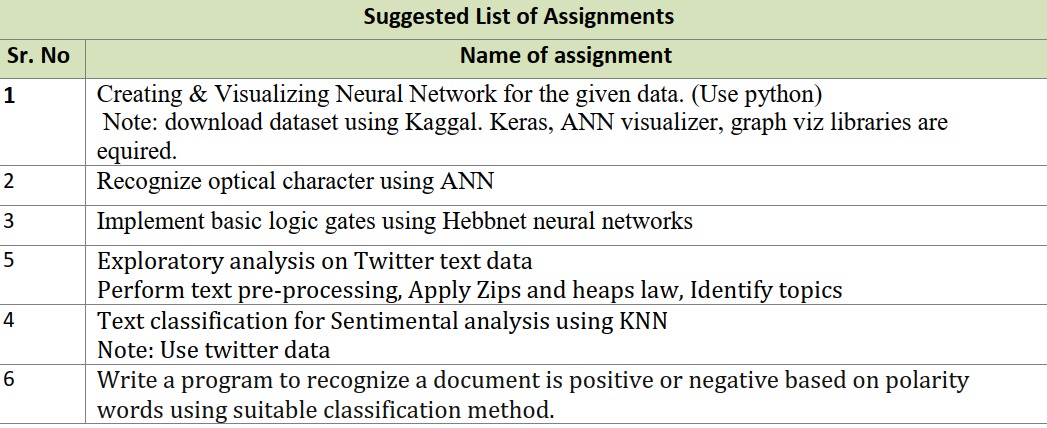 Suggested List of Assignments
Sr. No Name of assignment
1 Creating & Visualizing Neural Network for the given data. (Use python)
Note: download dataset using Kaggal. Keras, ANN visualizer, graph viz libraries are
equired.
2 Recognize optical character using ANN
3 Implement basic logic gates using Hebbnet neural networks
5 Exploratory analysis on Twitter text data
Perform text pre-processing, Apply Zips and heaps law, Identify topics
4 Text classification for Sentimental analysis using KNN
Note: Use twitter data
6 Write a program to recognize a document is positive or negative based on polarity
words using suitable classification method.